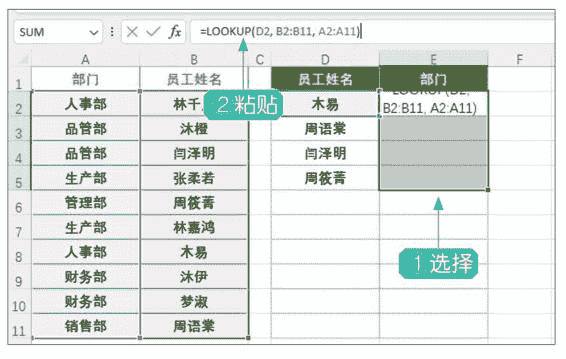 SUM
=LOOKUP(D2, B2:B11, A2:A11)
A B C D E
1 部门 员工姓名 员工姓名 部门
2 人事部 林千 木易 LOOKUP(D2,
B2:B11, A2:A11)
2 粘贴
3 品管部 沐橙 周语棠
4 品管部 闫泽明 闫泽明
5 生产部 张柔若 周筱菁
6 管理部 周筱菁
7 生产部 林嘉鸿
1 选择
8 人事部 木易
9 财务部 沐伊
10 财务部 梦淑
11 销售部 周语棠